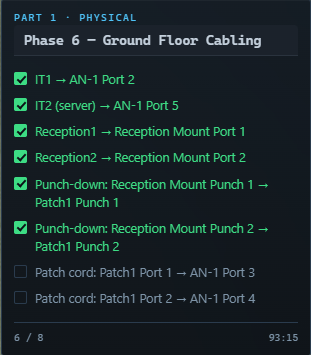 PART 1 · PHYSICAL
Phase 6 — Ground Floor Cabling
IT1 → AN-1 Port 2
IT2 (server) → AN-1 Port 5
Reception1 → Reception Mount Port 1
Reception2 → Reception Mount Port 2
Punch-down: Reception Mount Punch 1 →
Patch1 Punch 1
Punch-down: Reception Mount Punch 2 →
Patch1 Punch 2
Patch cord: Patch1 Port 1 → AN-1 Port 3
Patch cord: Patch1 Port 2 → AN-1 Port 4
6 / 8
93:15